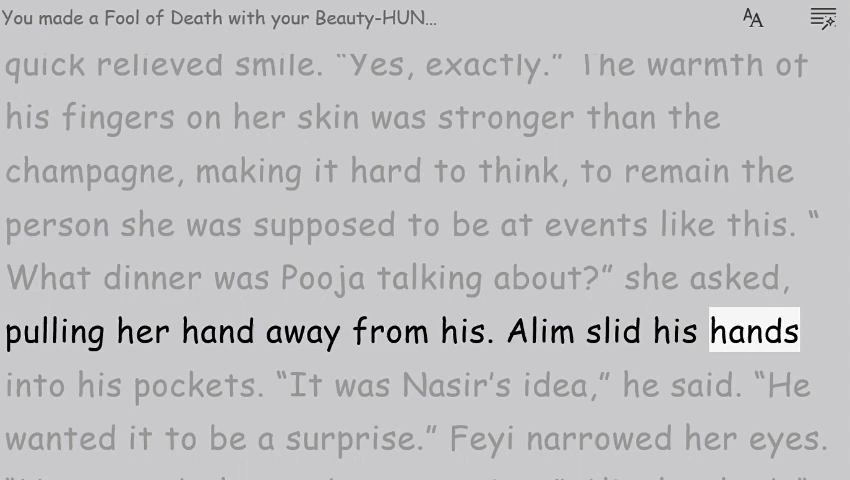 You made a Fool of Death with your Beauty-HUN...
quick relieved smile. “Yes, exactly.” The warmth of
his fingers on her skin was stronger than the
champagne, making it hard to think, to remain the
person she was supposed to be at events like this. “
What dinner was Pooja talking about?” she asked,
pulling her hand away from his. Alim slid his hands
into his pockets. “It was Nasir’s idea,” he said. “He
wanted it to be a surprise.” Feyi narrowed her eyes.